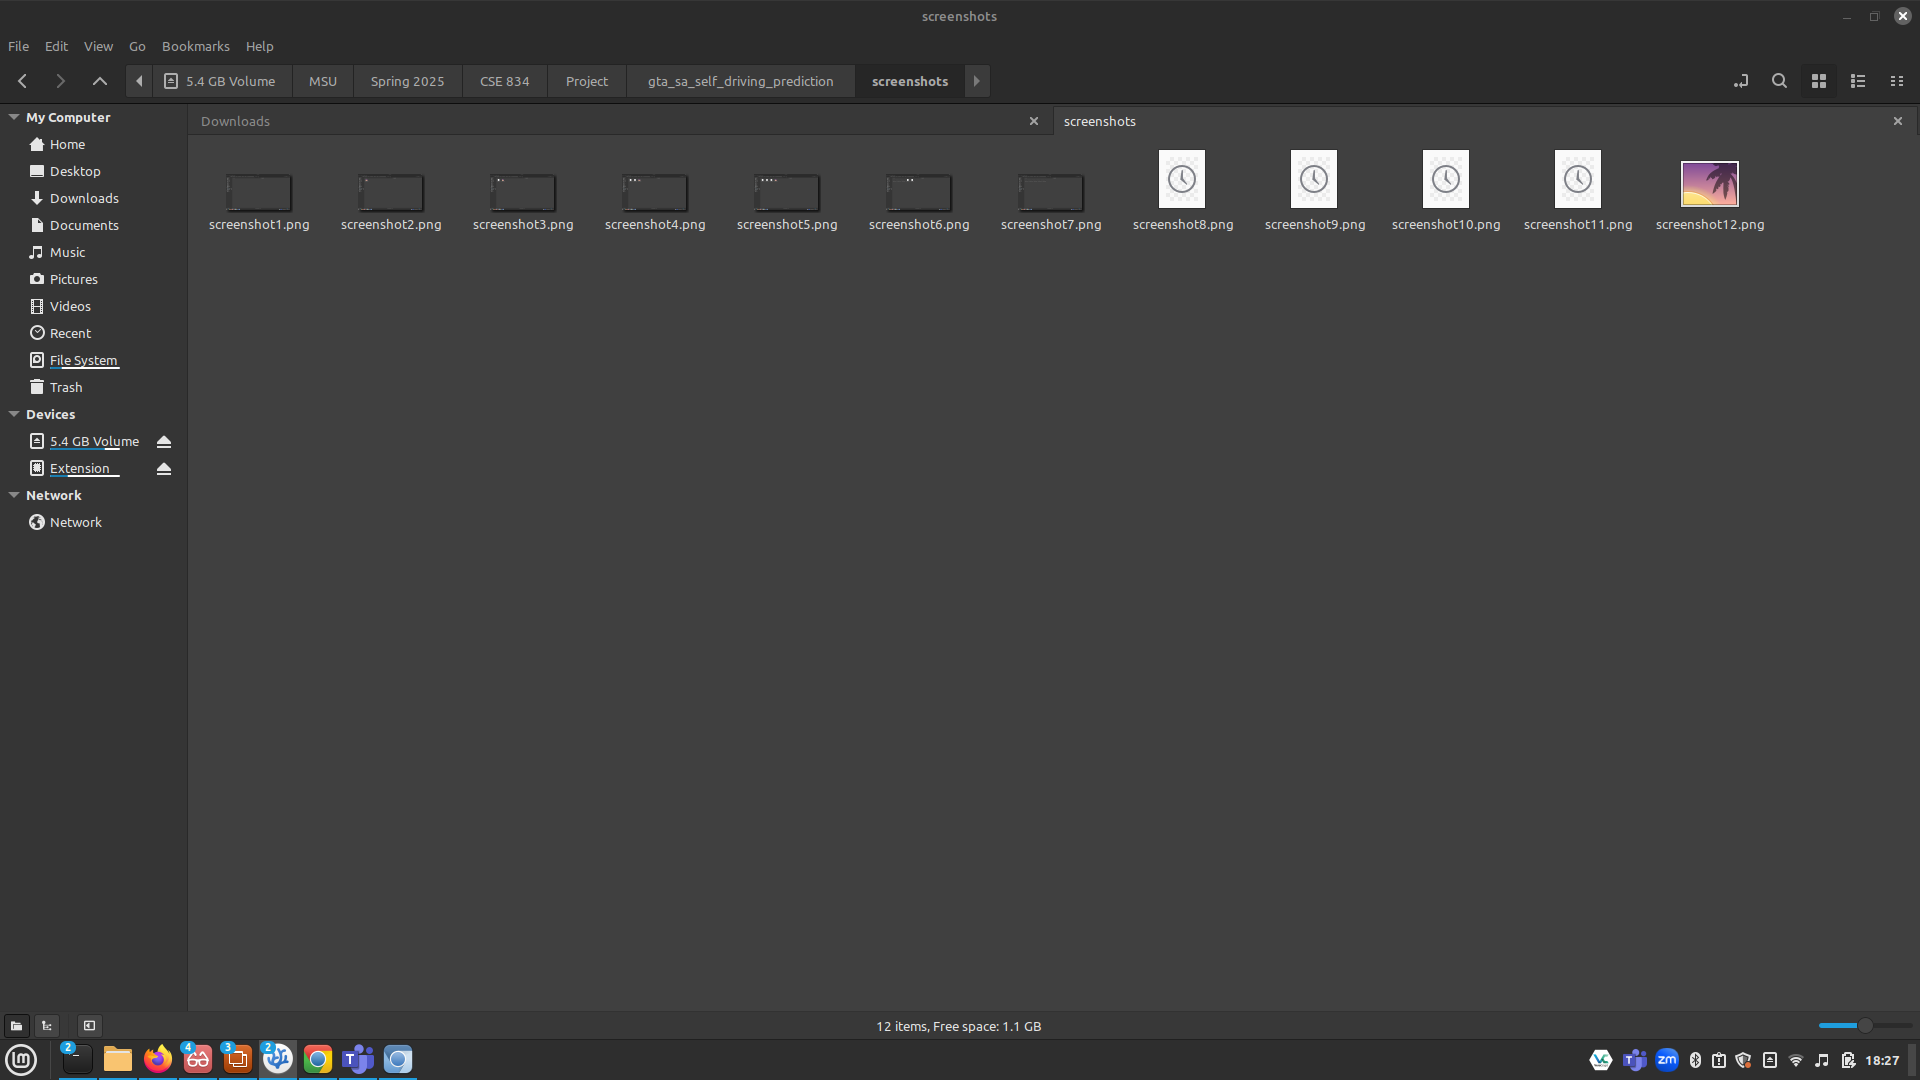 screenshots
File Edit View Go Bookmarks Help
5.4 GB Volume MSU Spring 2025 CSE 834 Project gta_sa_self_driving_prediction screenshots
My Computer
Home
Desktop
Downloads
Documents
Music
Pictures
Videos
Recent
File System
Trash
Devices
5.4 GB Volume
Extension
Network
Network
Downloads
screenshots
screenshot1.png screenshot2.png screenshot3.png screenshot4.png screenshot5.png screenshot6.png screenshot7.png screenshot8.png screenshot9.png screenshot10.png screenshot11.png screenshot12.png
12 items, Free space: 1.1 GB
2 4 3 2 T
VC T zm 18:27